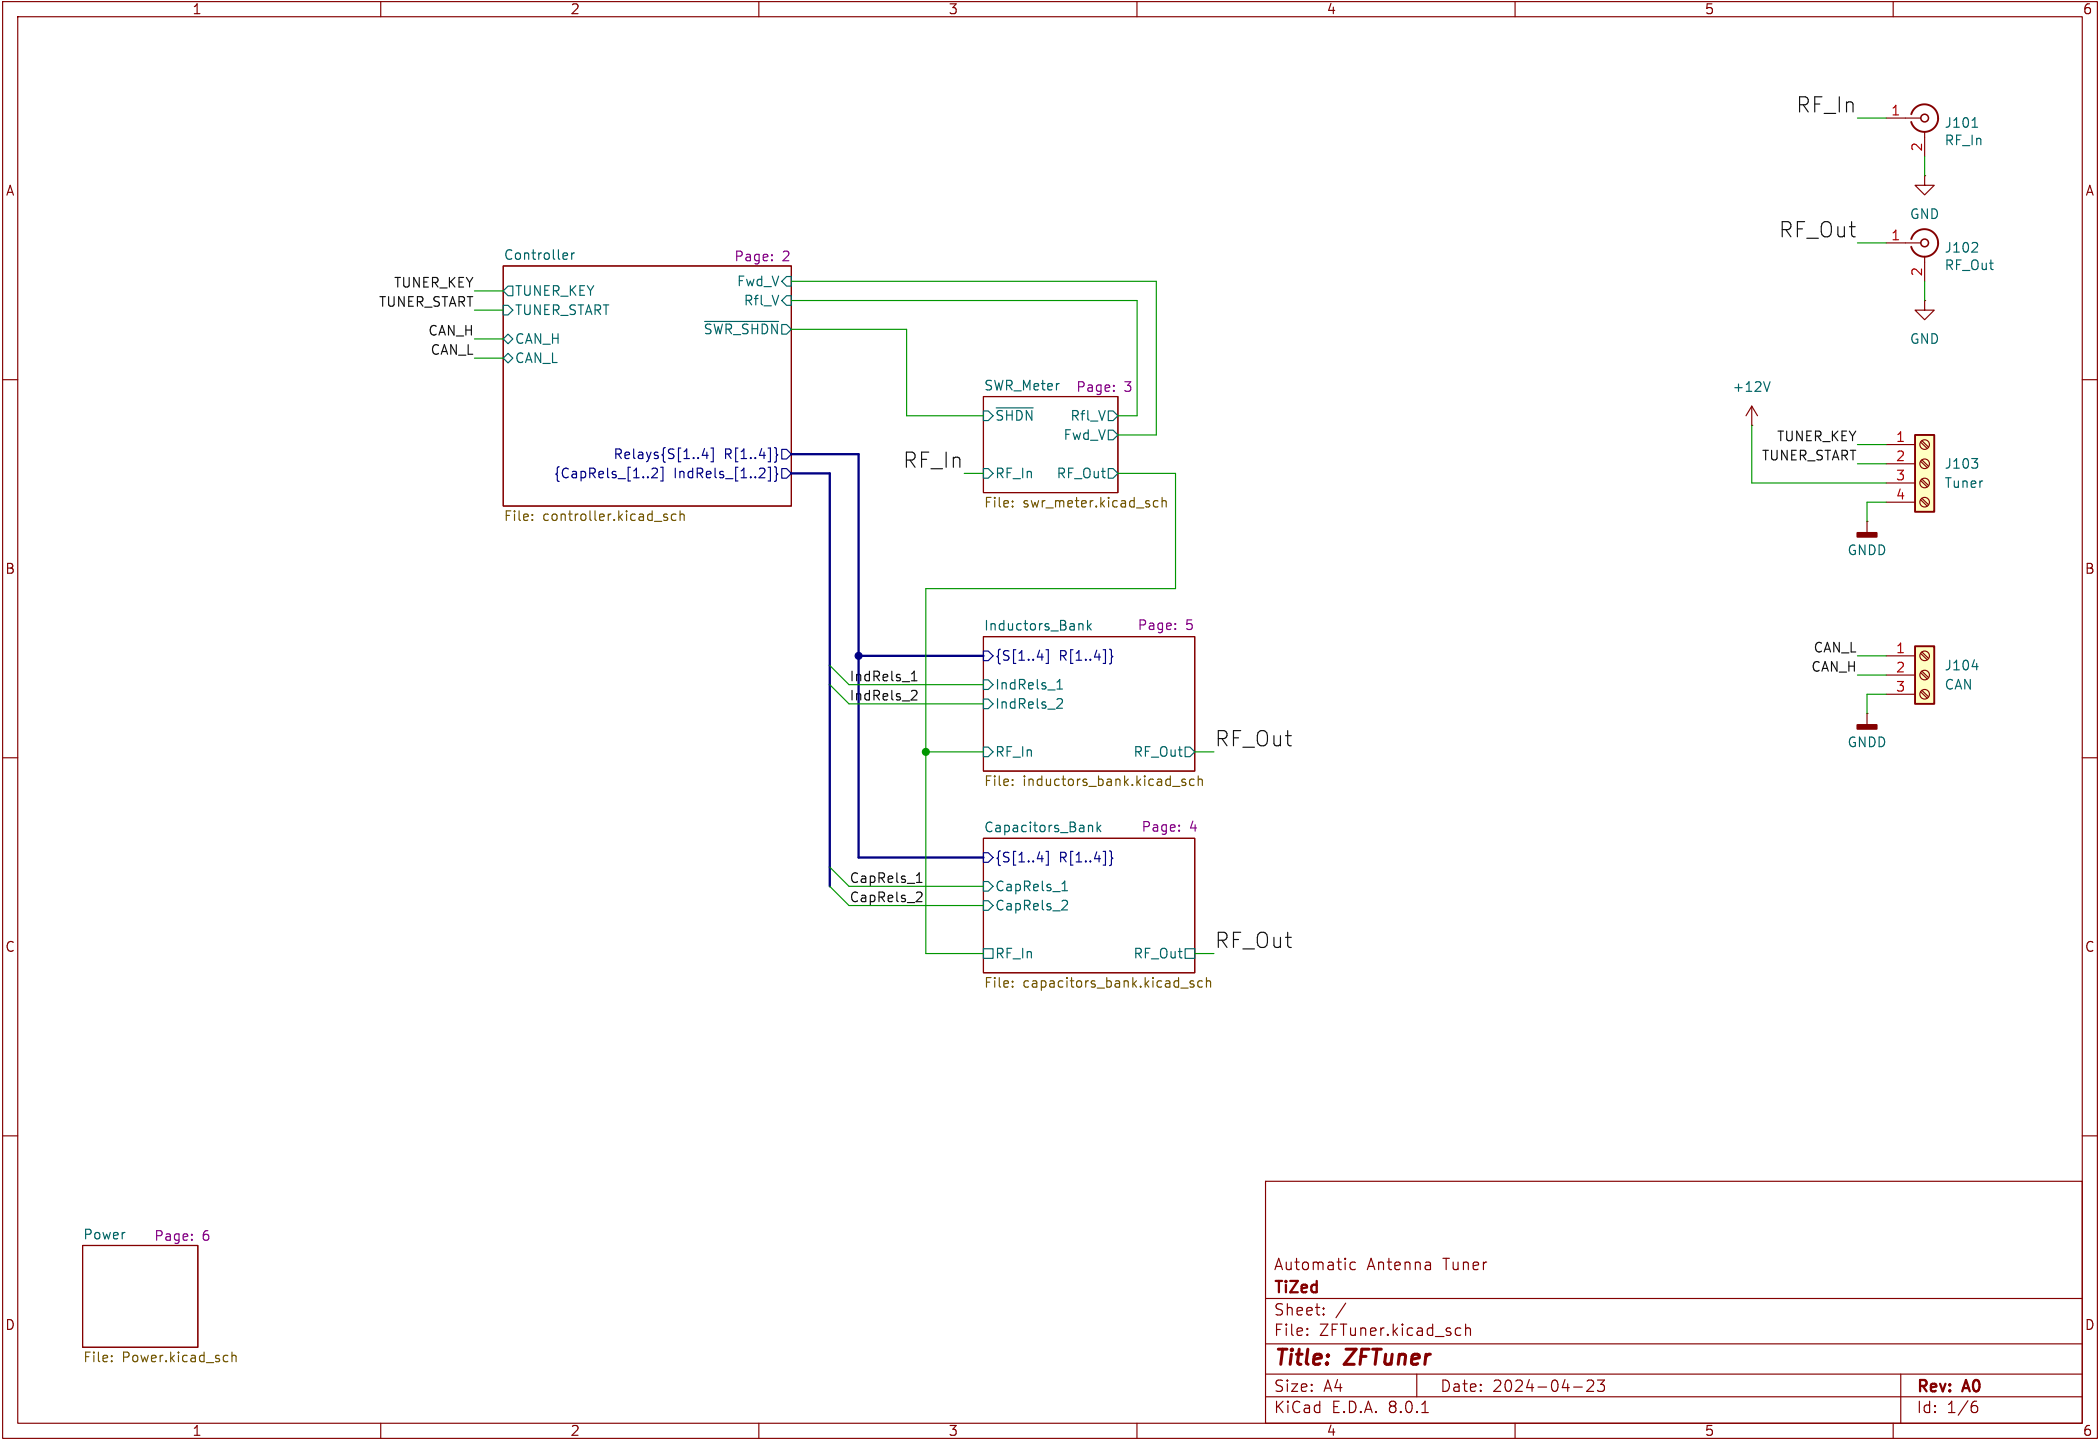 1 2 3 4 5 6
RF_In
1
J101
RF_In
2
A A
GND
RF_Out
1
J102
RF_Out
2
GND
Controller Page: 2
TUNER_KEY
TUNER_START
CAN_H
CAN_L
TUNER_KEY
TUNER_START
CAN_H
CAN_L
Fwd_V
Rfl_V
SWR_SHDN
Relays{S[1..4] R[1..4]}
{CapRels_[1..2] IndRels_[1..2]}
File: controller.kicad_sch
SWR_Meter Page: 3
SHDN
Rfl_V
Fwd_V
RF_In
RF_In
RF_Out
File: swr_meter.kicad_sch
+12V
TUNER_KEY
TUNER_START
1
2
3
4
J103
Tuner
GNDD
B B
Inductors_Bank Page: 5
{S[1..4] R[1..4]}
IndRels_1
IndRels_2
IndRels_1
IndRels_2
RF_In
RF_Out
RF_Out
File: inductors_bank.kicad_sch
CAN_L
CAN_H
1
2
3
J104
CAN
GNDD
Capacitors_Bank Page: 4
{S[1..4] R[1..4]}
CapRels_1
CapRels_2
CapRels_1
CapRels_2
RF_In
RF_Out
RF_Out
File: capacitors_bank.kicad_sch
C C
Power Page: 6
File: Power.kicad_sch
D D
Automatic Antenna Tuner
TiZed
Sheet: /
File: ZFTuner.kicad_sch
Title: ZFTuner
Size: A4 Date: 2024-04-23 Rev: A0
KiCad E.D.A. 8.0.1 Id: 1/6
1 2 3 4 5 6